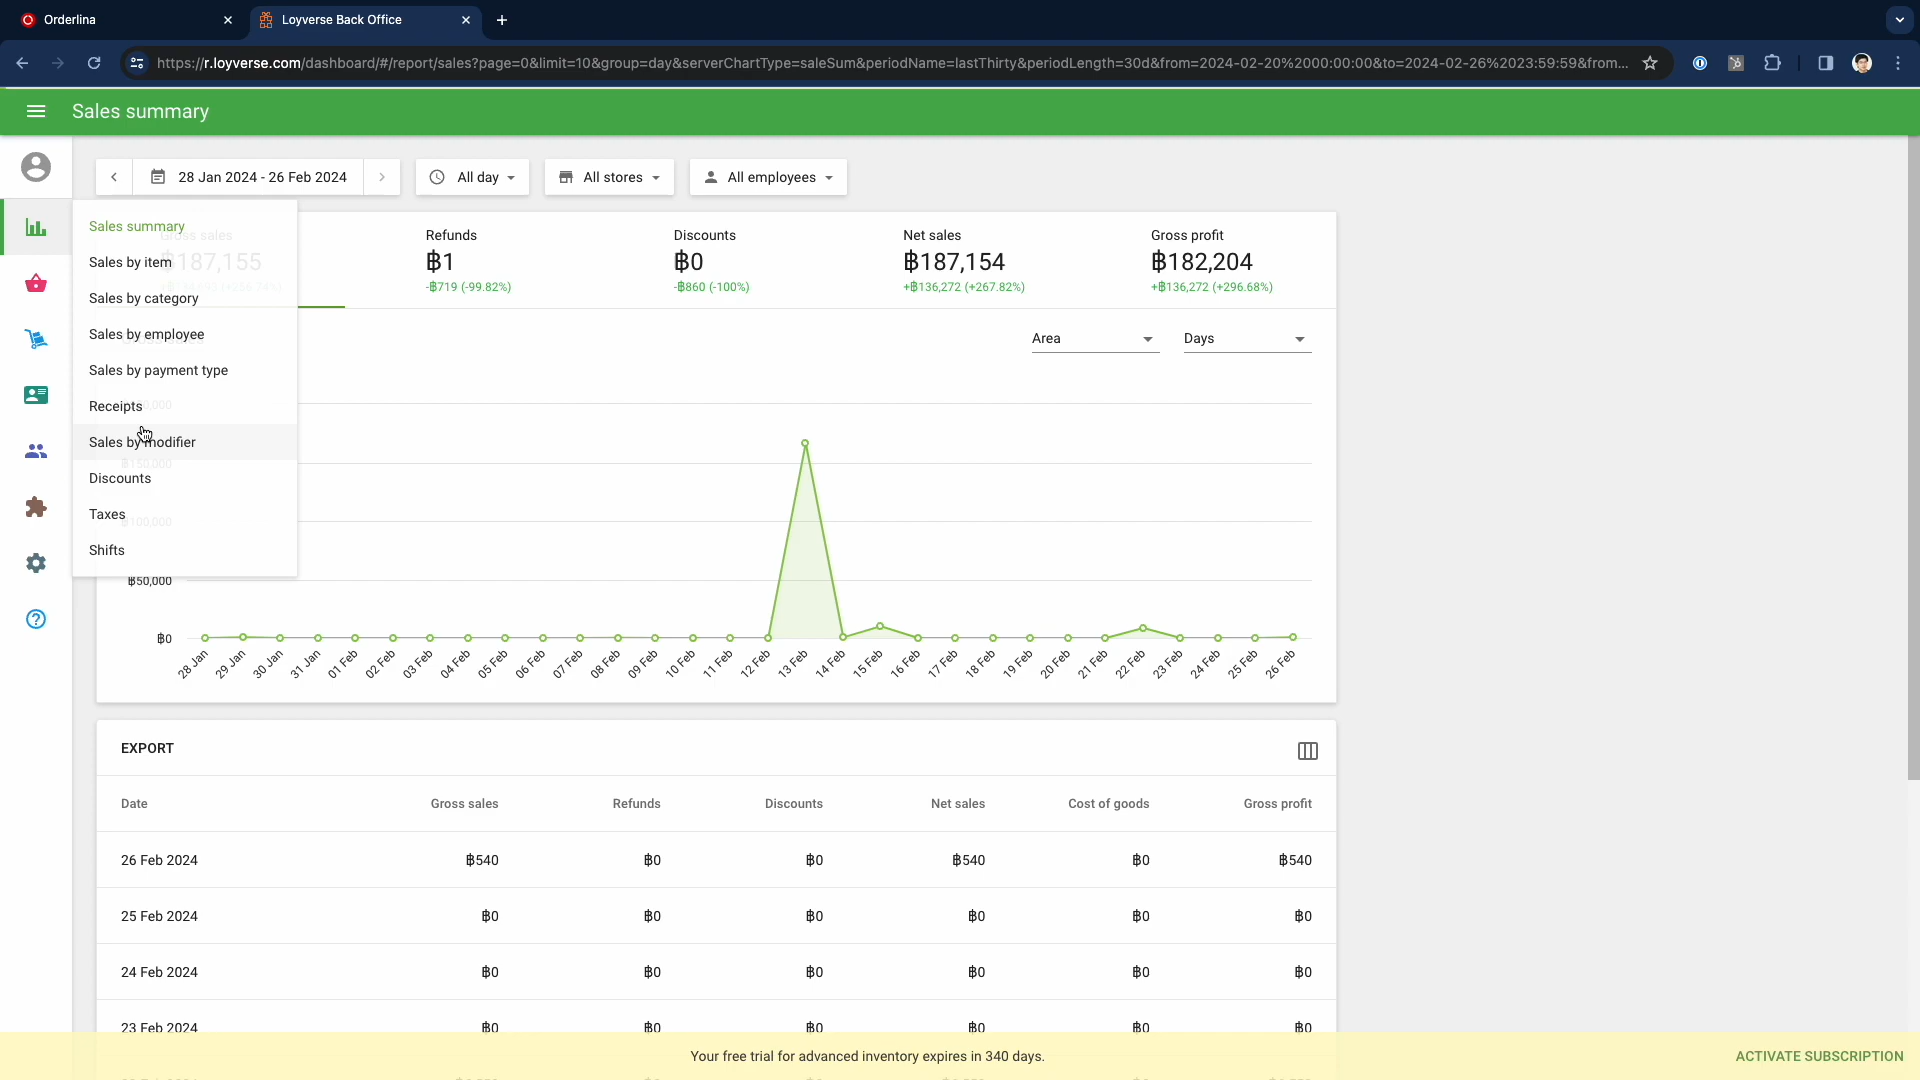 Orderlina
Loyverse Back Office
https://r.loyverse.com/dashboard/#/report/sales?page=0&limit=10&group=day&serverChartType=saleSum&periodName=lastThirty&periodLength=30d&from=2024-02-20%2000:00:00&to=2024-02-26%2023:59:59&from...
Sales summary
28 Jan 2024 - 26 Feb 2024
All day
All stores
All employees
Sales summary
Sales by item
Sales by category
Sales by employee
Sales by payment type
Receipts
Sales by modifier
Discounts
Taxes
Shifts
Gross sales
฿187,155
Refunds
฿1
-฿719 (-99.82%)
Discounts
฿0
-฿860 (-100%)
Net sales
฿187,154
+฿136,272 (+267.82%)
Gross profit
฿182,204
+฿136,272 (+296.68%)
Area
Days
฿150,000
฿100,000
฿50,000
฿0
28 Jan 29 Jan 30 Jan 31 Jan 01 Feb 02 Feb 03 Feb 04 Feb 05 Feb 06 Feb 07 Feb 08 Feb 09 Feb 10 Feb 11 Feb 12 Feb 13 Feb 14 Feb 15 Feb 16 Feb 17 Feb 18 Feb 19 Feb 20 Feb 21 Feb 22 Feb 23 Feb 24 Feb 25 Feb 26 Feb
EXPORT
Date Gross sales Refunds Discounts Net sales Cost of goods Gross profit
26 Feb 2024 ฿540 ฿0 ฿0 ฿540 ฿0 ฿540
25 Feb 2024 ฿0 ฿0 ฿0 ฿0 ฿0 ฿0
24 Feb 2024 ฿0 ฿0 ฿0 ฿0 ฿0 ฿0
23 Feb 2024 ฿0 ฿0 ฿0 ฿0 ฿0 ฿0
Your free trial for advanced inventory expires in 340 days.
ACTIVATE SUBSCRIPTION